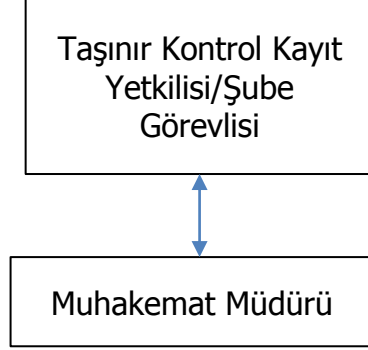 Taşınır Kontrol Kayıt
Yetkilisi/Şube
Görevlisi
Muhakemat Müdürü